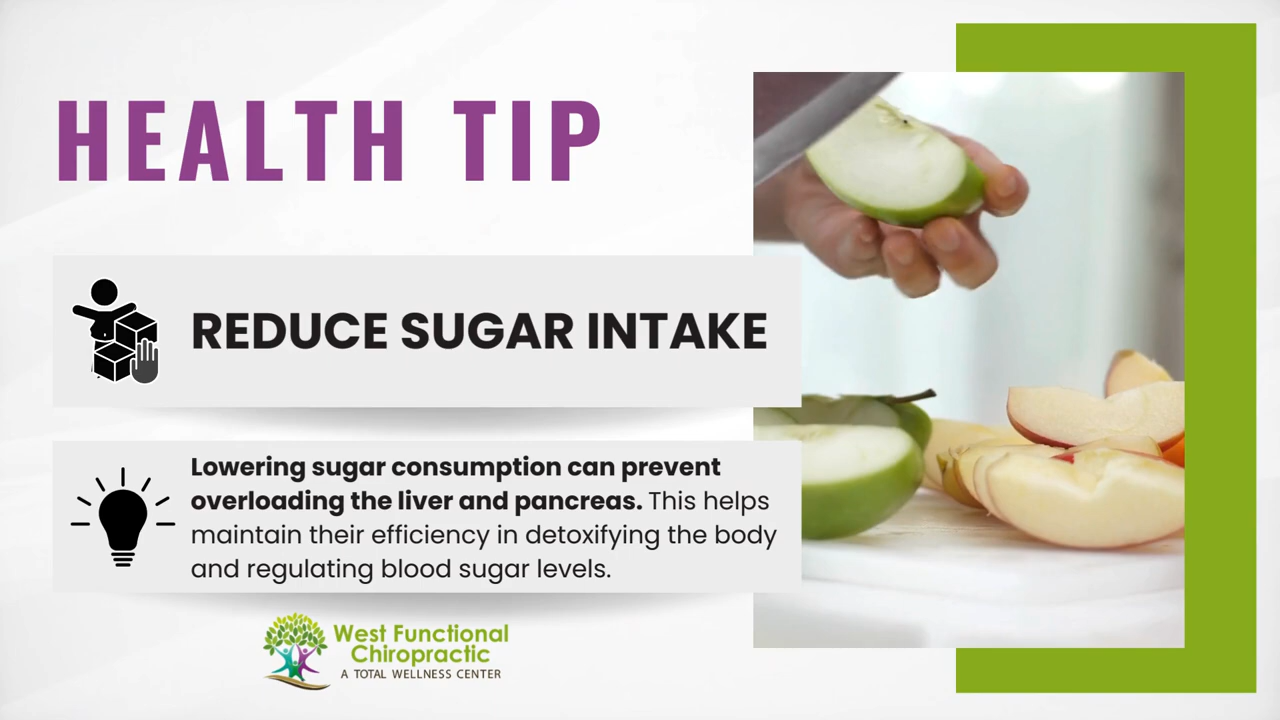 HEALTH TIP
REDUCE SUGAR INTAKE
Lowering sugar consumption can prevent
overloading the liver and pancreas. This helps
maintain their efficiency in detoxifying the body
and regulating blood sugar levels.
West Functional
Chiropractic
A TOTAL WELLNESS CENTER